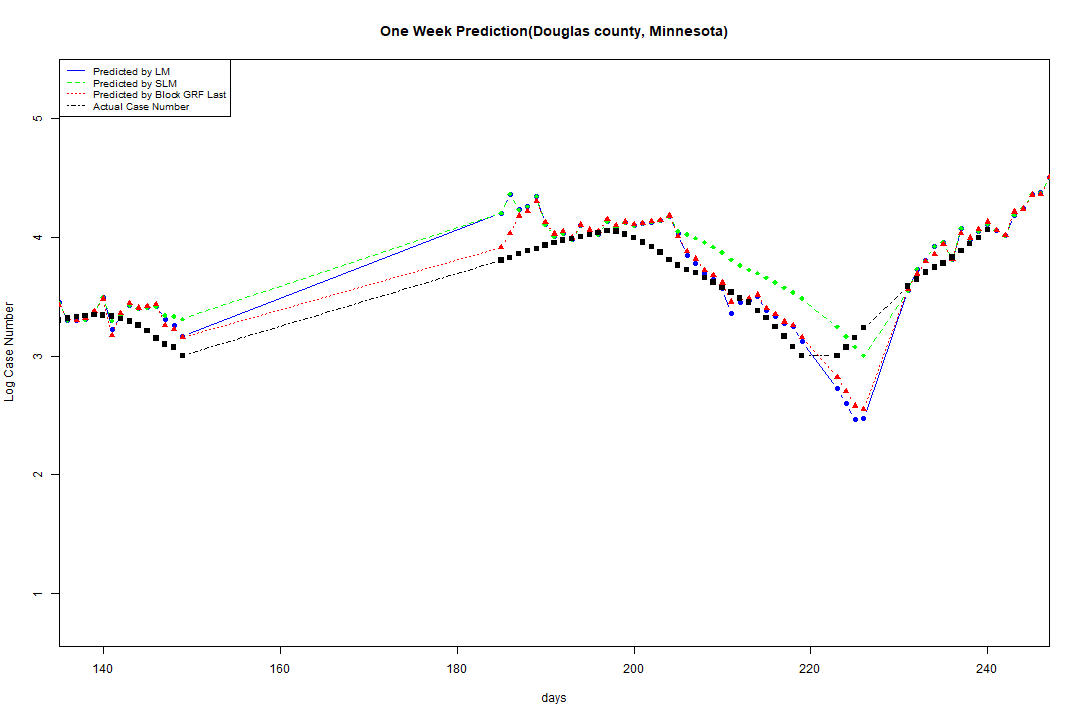 One Week Prediction(Douglas county, Minnesota)
Predicted by LM
Predicted by SLM
Predicted by Block GRF Last
Actual Case Number
5
4
3
2
1
Log Case Number
140 160 180 200 220 240
days